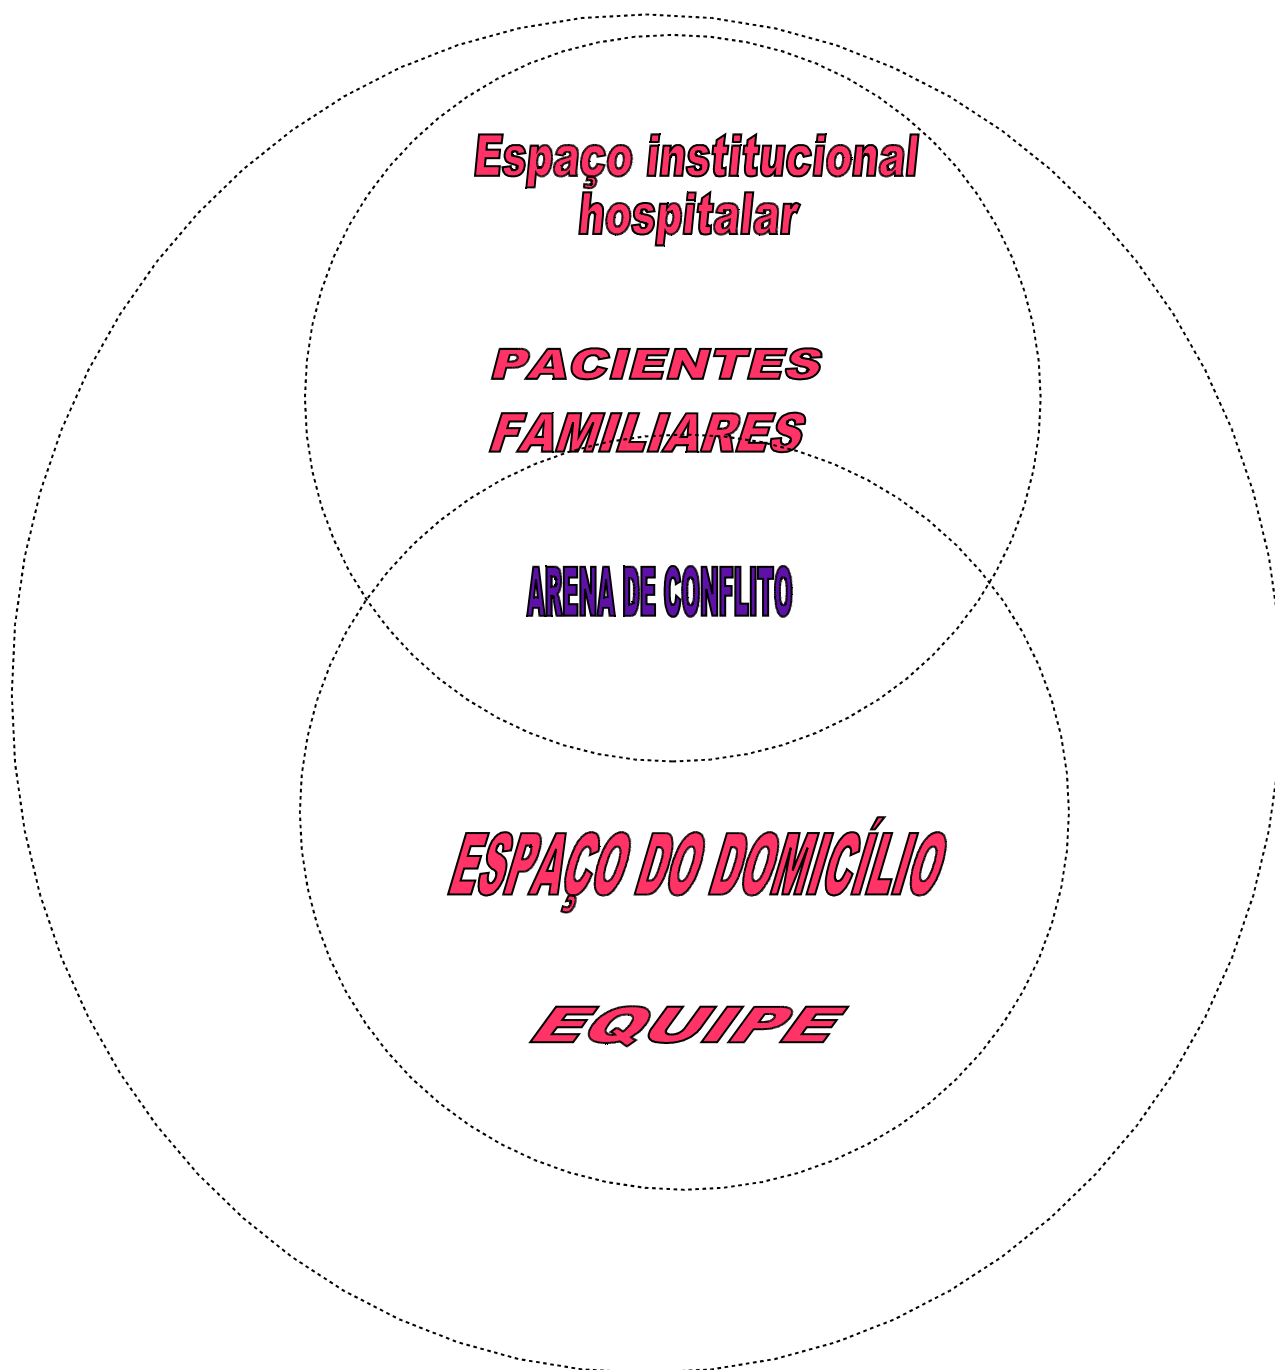 Espaço institucional
hospitalar
PACIENTES
FAMILIARES
ARENA DE CONFLITO
ESPAÇO DO DOMICÍLIO
EQUIPE